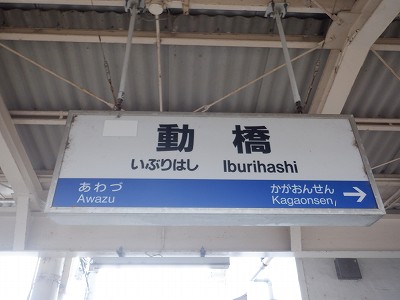 動橋
いぶりはし Iburihashi
あわづ かがおんせん
Awazu Kagaonsen